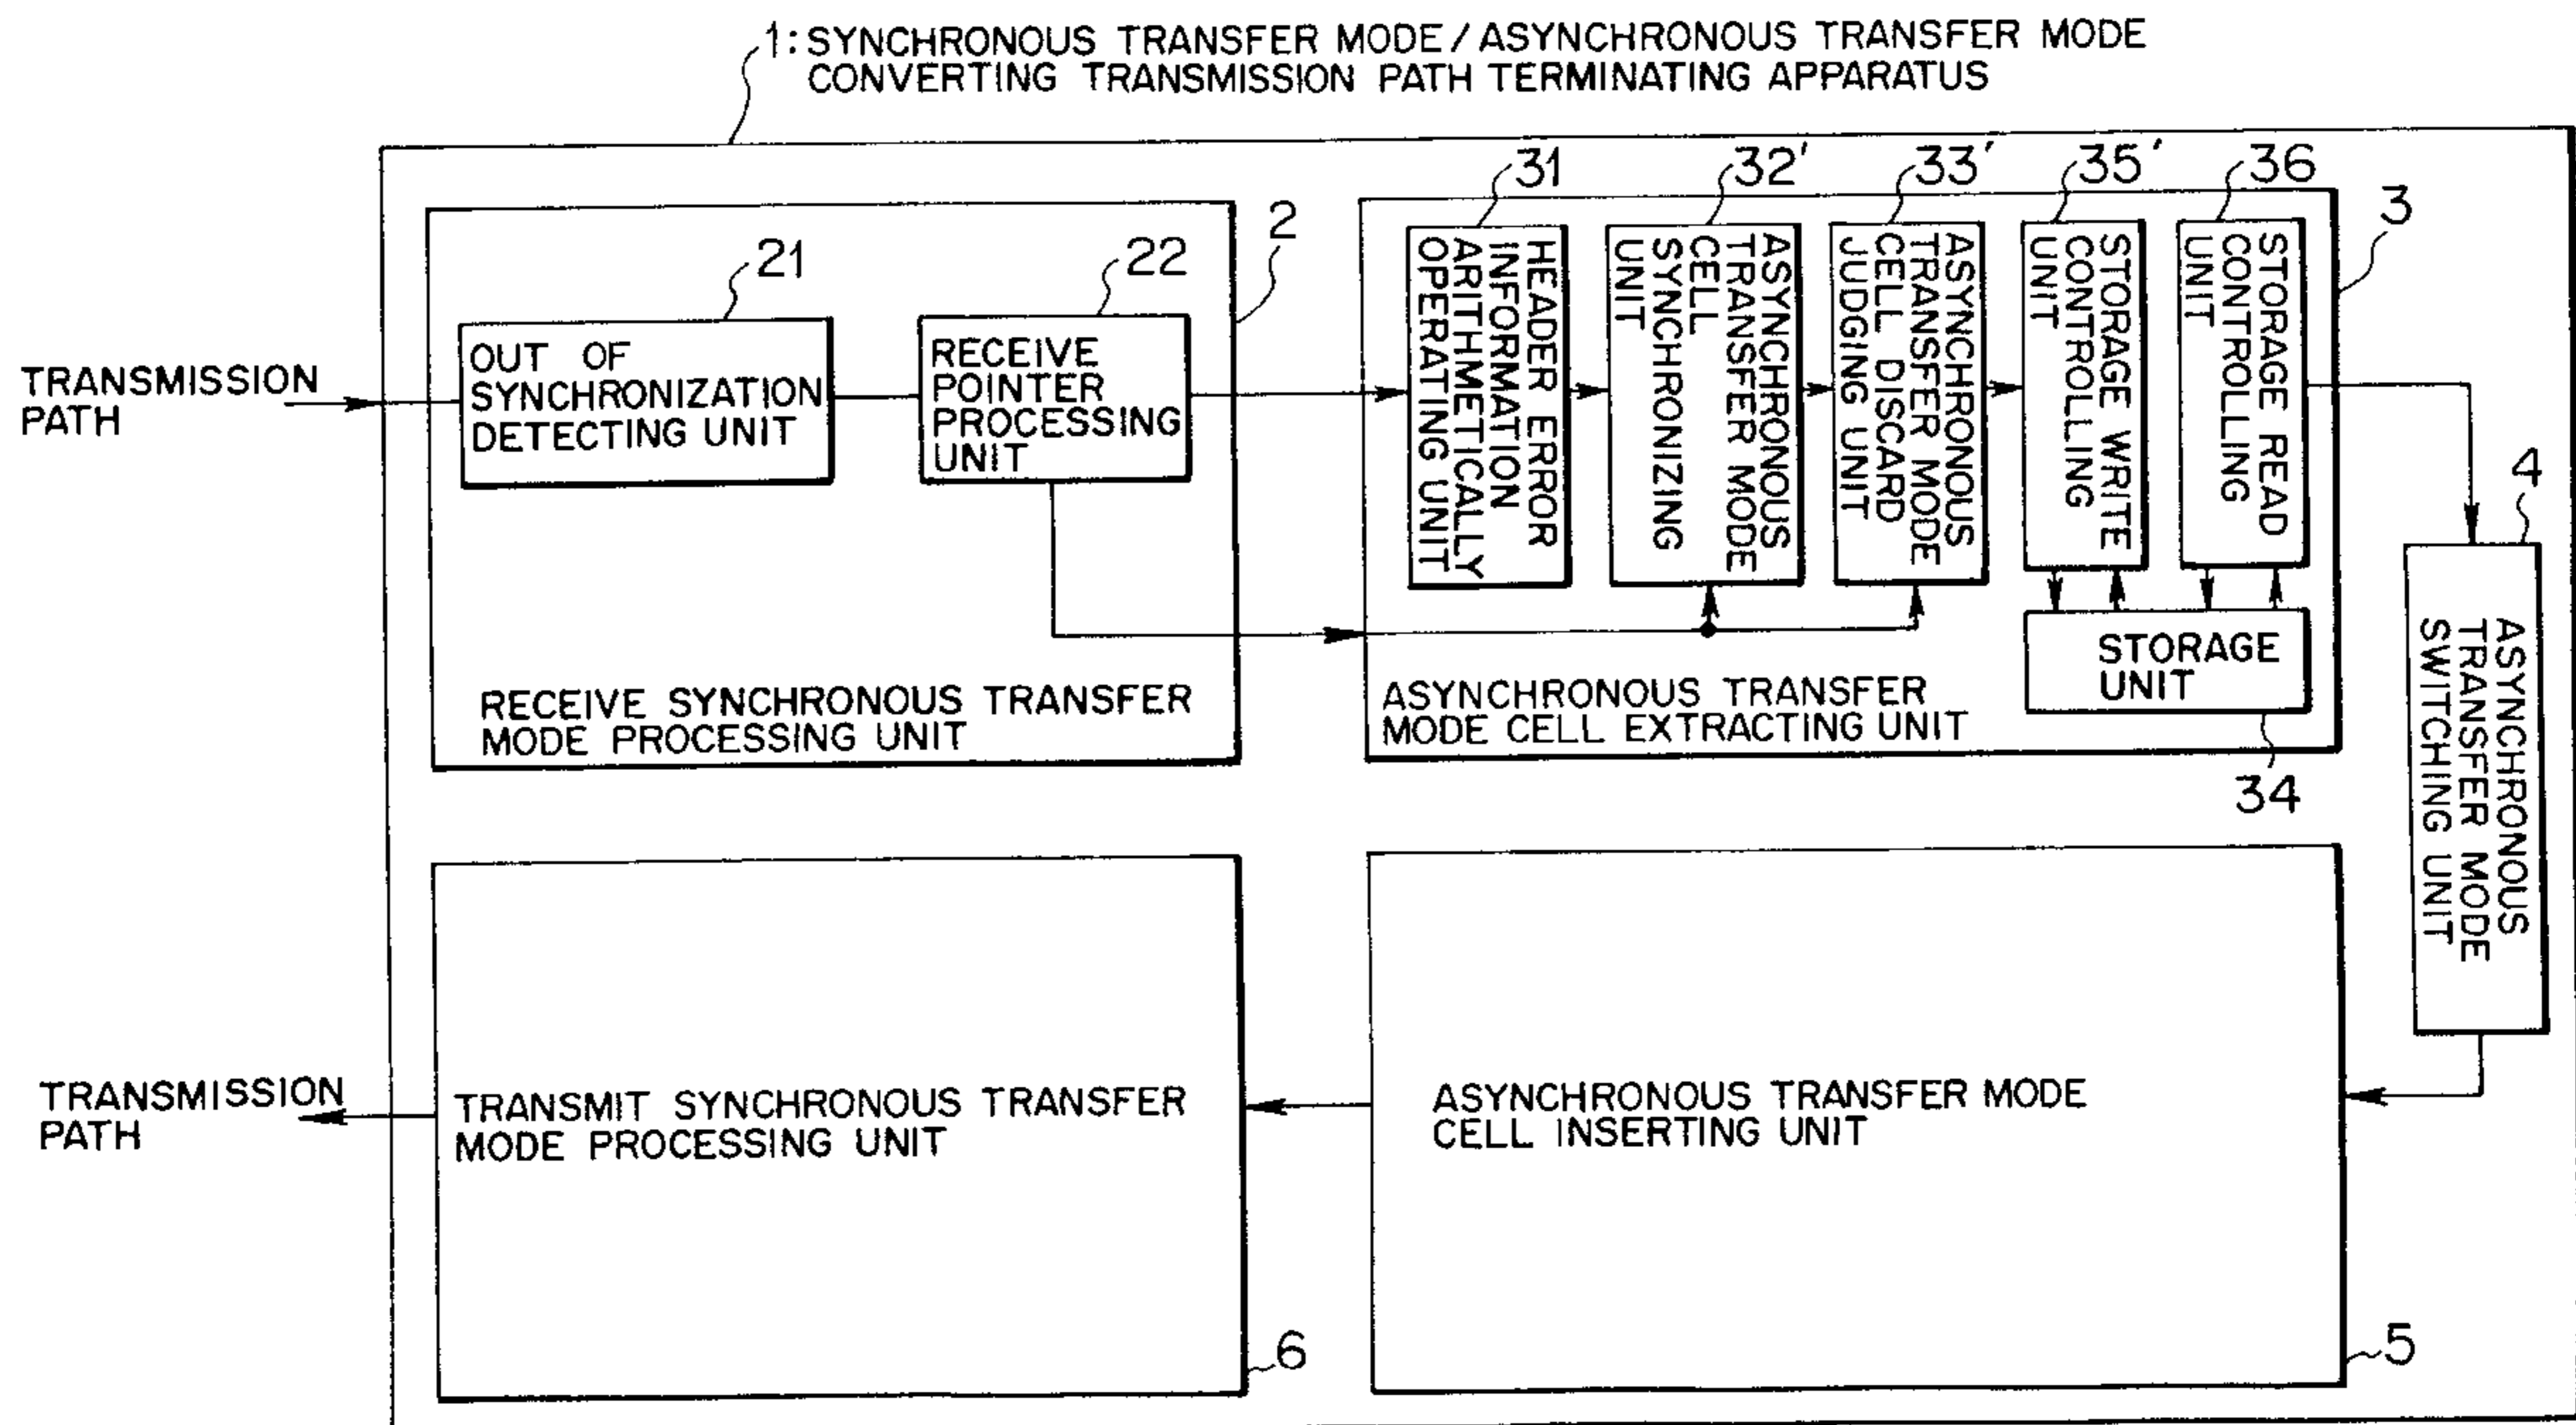 1: SYNCHRONOUS TRANSFER MODE/ASYNCHRONOUS TRANSFER MODE
CONVERTING TRANSMISSION PATH TERMINATING APPARATUS
2
21
22
TRANSMISSION
PATH
OUT OF
SYNCHRONIZATION
DETECTING UNIT
RECEIVE
POINTER
PROCESSING
UNIT
RECEIVE SYNCHRONOUS TRANSFER
MODE PROCESSING UNIT
31
32'
33'
35'
36
3
HEADER ERROR
INFORMATION
ARITHMETICALLY
OPERATING UNIT
ASYNCHRONOUS
TRANSFER MODE
CELL
SYNCHRONIZING
UNIT
ASYNCHRONOUS
TRANSFER MODE
CELL DISCARD
JUDGING UNIT
STORAGE WRITE
CONTROLLING
UNIT
STORAGE READ
CONTROLLING
UNIT
STORAGE
UNIT
34
ASYNCHRONOUS TRANSFER
MODE CELL EXTRACTING UNIT
4
ASYNCHRONOUS
TRANSFER MODE
SWITCHING UNIT
TRANSMISSION
PATH
TRANSMIT SYNCHRONOUS TRANSFER
MODE PROCESSING UNIT
6
ASYNCHRONOUS TRANSFER MODE
CELL INSERTING UNIT
5